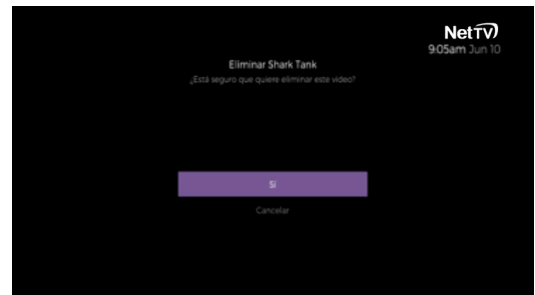 NetTV
9:05am Jun 10
Eliminar Shark Tank
¿Está seguro que quiere eliminar este video?
Sí
Cancelar